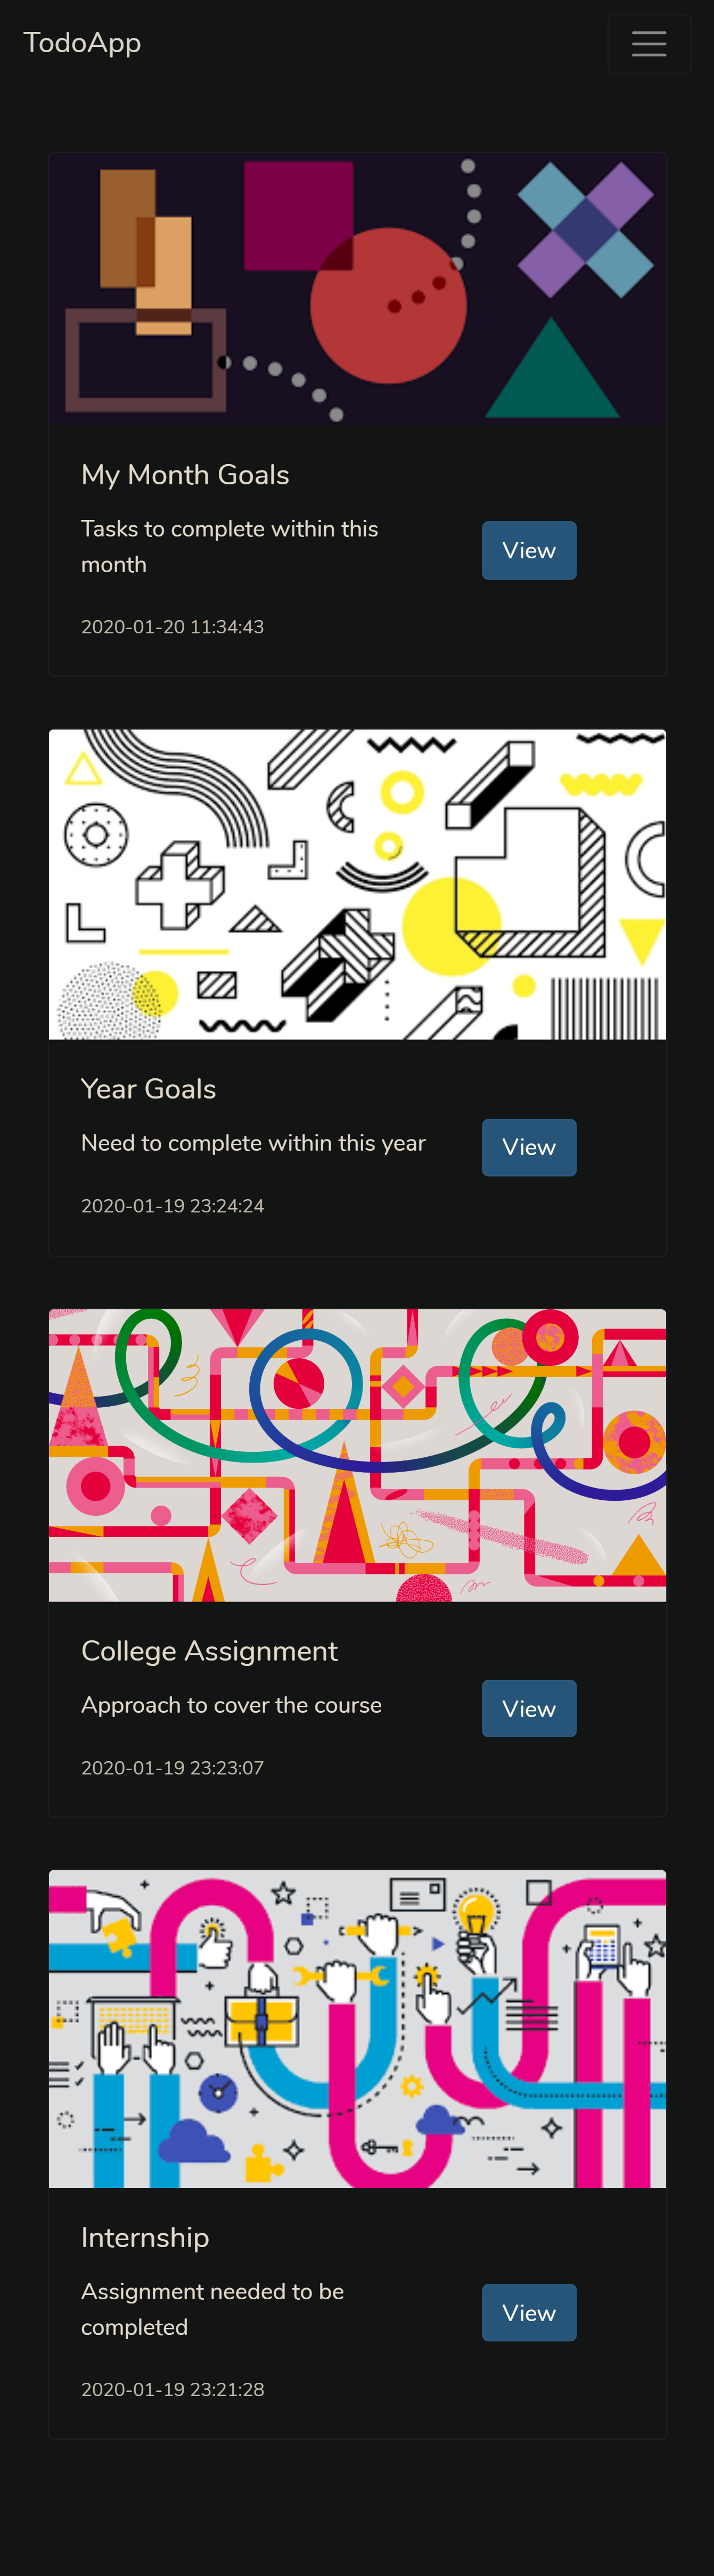 TodoApp
My Month Goals
Tasks to complete within this
month
View
2020-01-20 11:34:43
Year Goals
Need to complete within this year
View
2020-01-19 23:24:24
College Assignment
Approach to cover the course
View
2020-01-19 23:23:07
Internship
Assignment needed to be
completed
View
2020-01-19 23:21:28